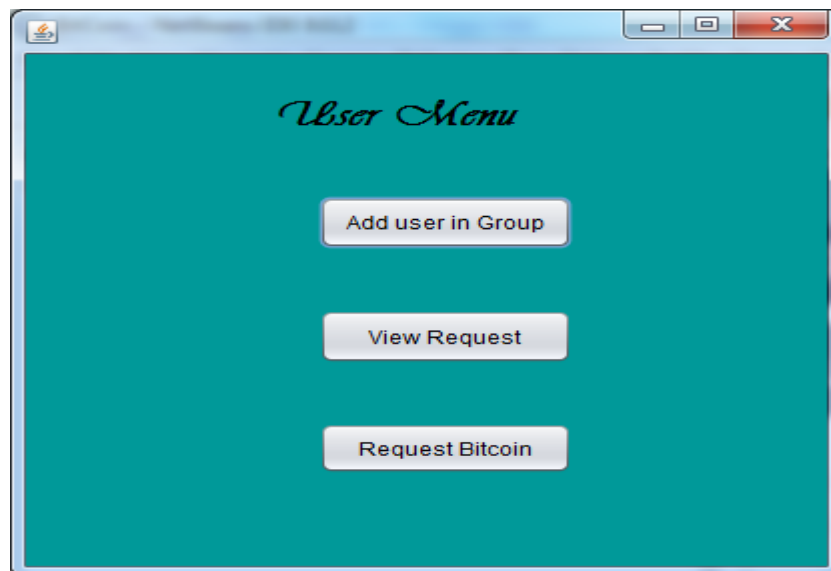 User Menu
Add user in Group
View Request
Request Bitcoin